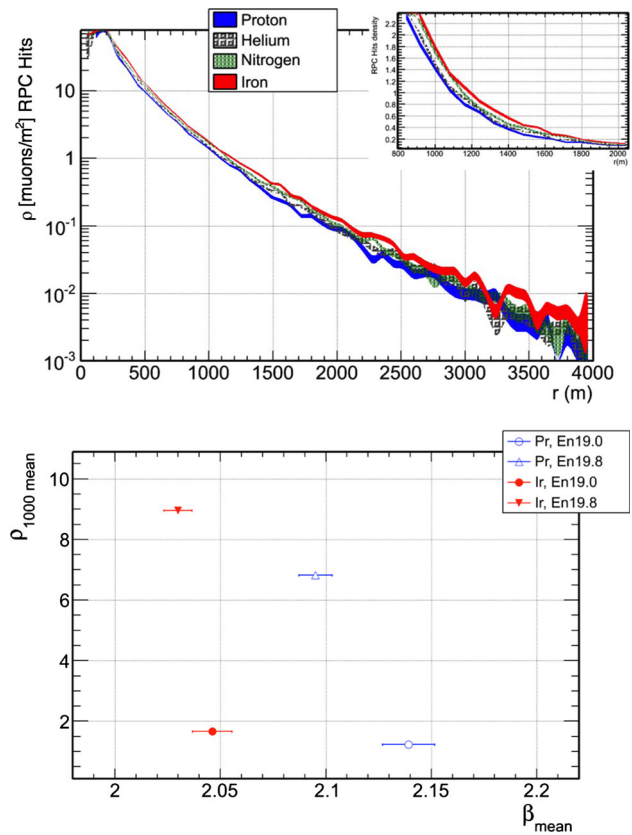 Proton
Helium
Nitrogen
Iron
ρ [muons/m²] RPC Hits
10
1
10⁻¹
10⁻²
10⁻³
0 500 1000 1500 2000 2500 3000 3500 4000
r (m)
RPC Hits density
2.2
2
1.8
1.6
1.4
1.2
1
0.8
0.6
0.4
0.2
800 1000 1200 1400 1600 1800 2000
r(m)
Pr, En19.0
Pr, En19.8
Ir, En19.0
Ir, En19.8
ρ1000 mean
10
8
6
4
2
2 2.05 2.1 2.15 2.2
βmean